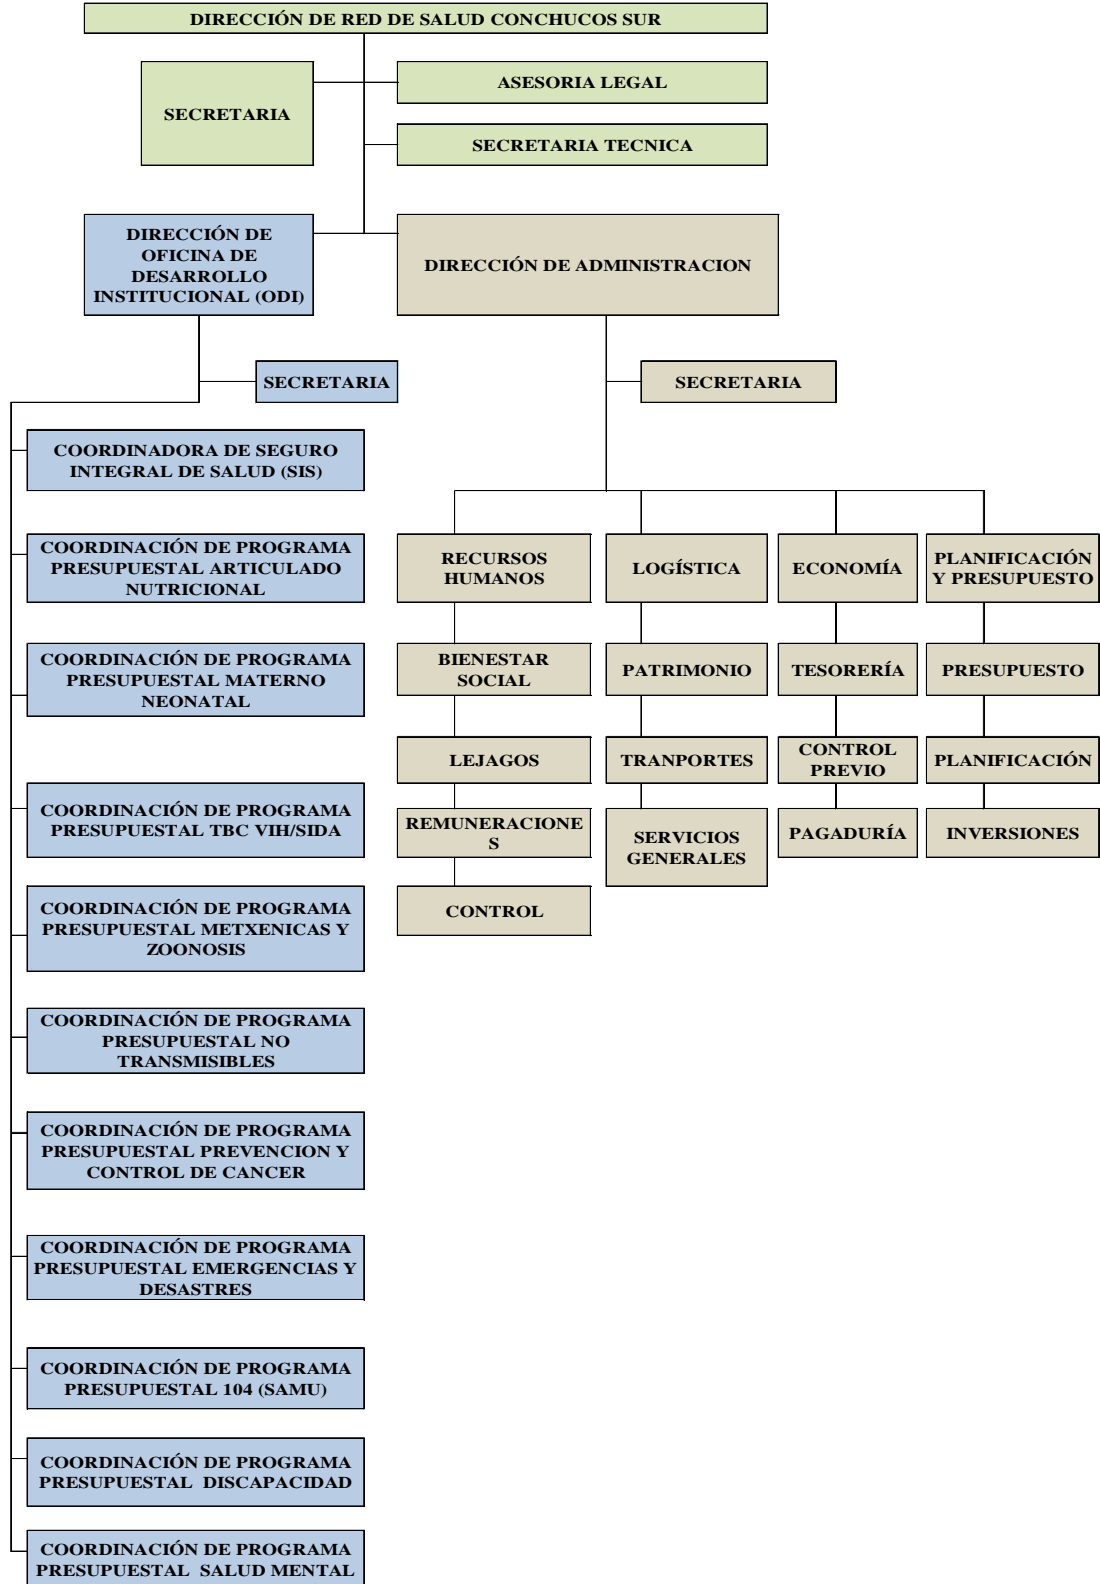 DIRECCIÓN DE RED DE SALUD CONCHUCOS SUR
SECRETARIA
ASESORIA LEGAL
SECRETARIA TECNICA
DIRECCIÓN DE
OFICINA DE
DESARROLLO
INSTITUCIONAL (ODI)
DIRECCIÓN DE ADMINISTRACION
SECRETARIA
SECRETARIA
COORDINADORA DE SEGURO
INTEGRAL DE SALUD (SIS)
COORDINACIÓN DE PROGRAMA
PRESUPUESTAL ARTICULADO
NUTRICIONAL
COORDINACIÓN DE PROGRAMA
PRESUPUESTAL MATERNO
NEONATAL
COORDINACIÓN DE PROGRAMA
PRESUPUESTAL TBC VIH/SIDA
COORDINACIÓN DE PROGRAMA
PRESUPUESTAL METXENICAS Y
ZOONOSIS
COORDINACIÓN DE PROGRAMA
PRESUPUESTAL NO
TRANSMISIBLES
COORDINACIÓN DE PROGRAMA
PRESUPUESTAL PREVENCION Y
CONTROL DE CANCER
COORDINACIÓN DE PROGRAMA
PRESUPUESTAL EMERGENCIAS Y
DESASTRES
COORDINACIÓN DE PROGRAMA
PRESUPUESTAL 104 (SAMU)
COORDINACIÓN DE PROGRAMA
PRESUPUESTAL DISCAPACIDAD
COORDINACIÓN DE PROGRAMA
PRESUPUESTAL SALUD MENTAL
RECURSOS
HUMANOS
BIENESTAR
SOCIAL
LEJAGOS
REMUNERACIONE
S
CONTROL
LOGÍSTICA
PATRIMONIO
TRANPORTES
SERVICIOS
GENERALES
ECONOMÍA
TESORERÍA
CONTROL
PREVIO
PAGADURÍA
PLANIFICACIÓN
Y PRESUPUESTO
PRESUPUESTO
PLANIFICACIÓN
INVERSIONES